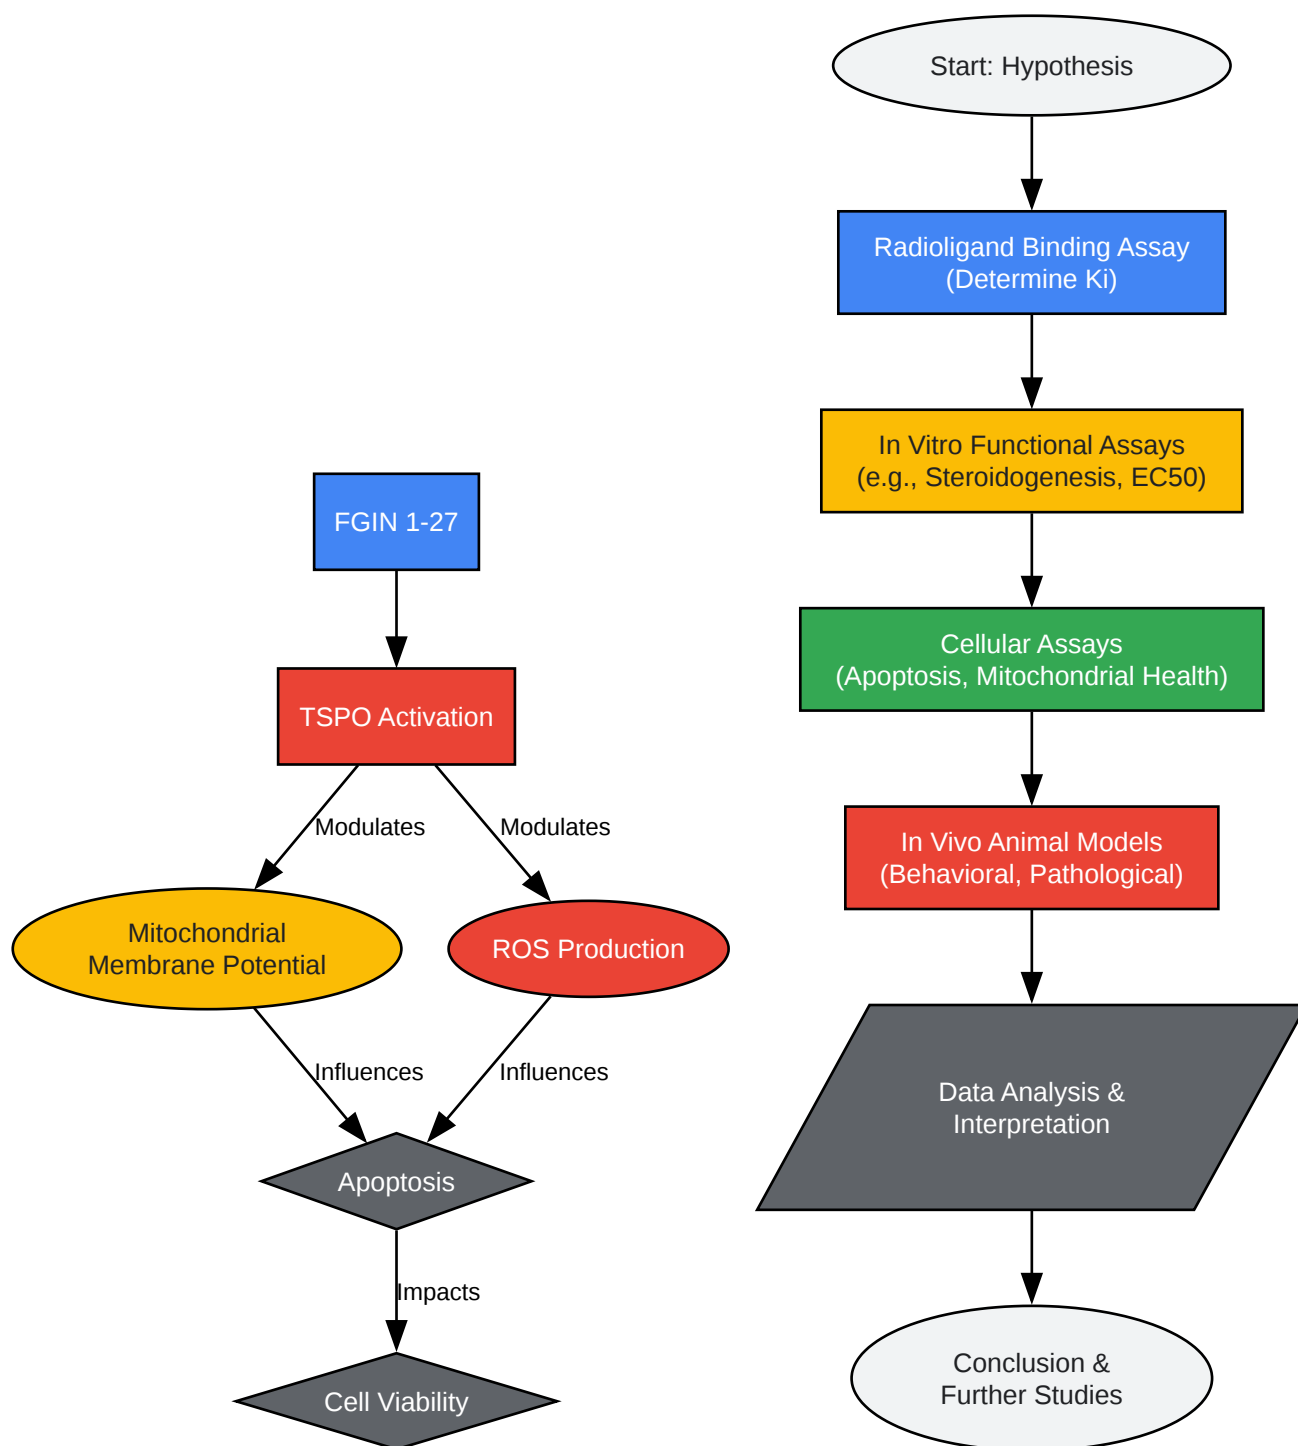 FGIN 1-27
TSPO Activation
Modulates
Modulates
Mitochondrial
Membrane Potential
ROS Production
Influences
Influences
Apoptosis
Impacts
Cell Viability
Start: Hypothesis
Radioligand Binding Assay
(Determine Ki)
In Vitro Functional Assays
(e.g., Steroidogenesis, EC50)
Cellular Assays
(Apoptosis, Mitochondrial Health)
In Vivo Animal Models
(Behavioral, Pathological)
Data Analysis &
Interpretation
Conclusion &
Further Studies